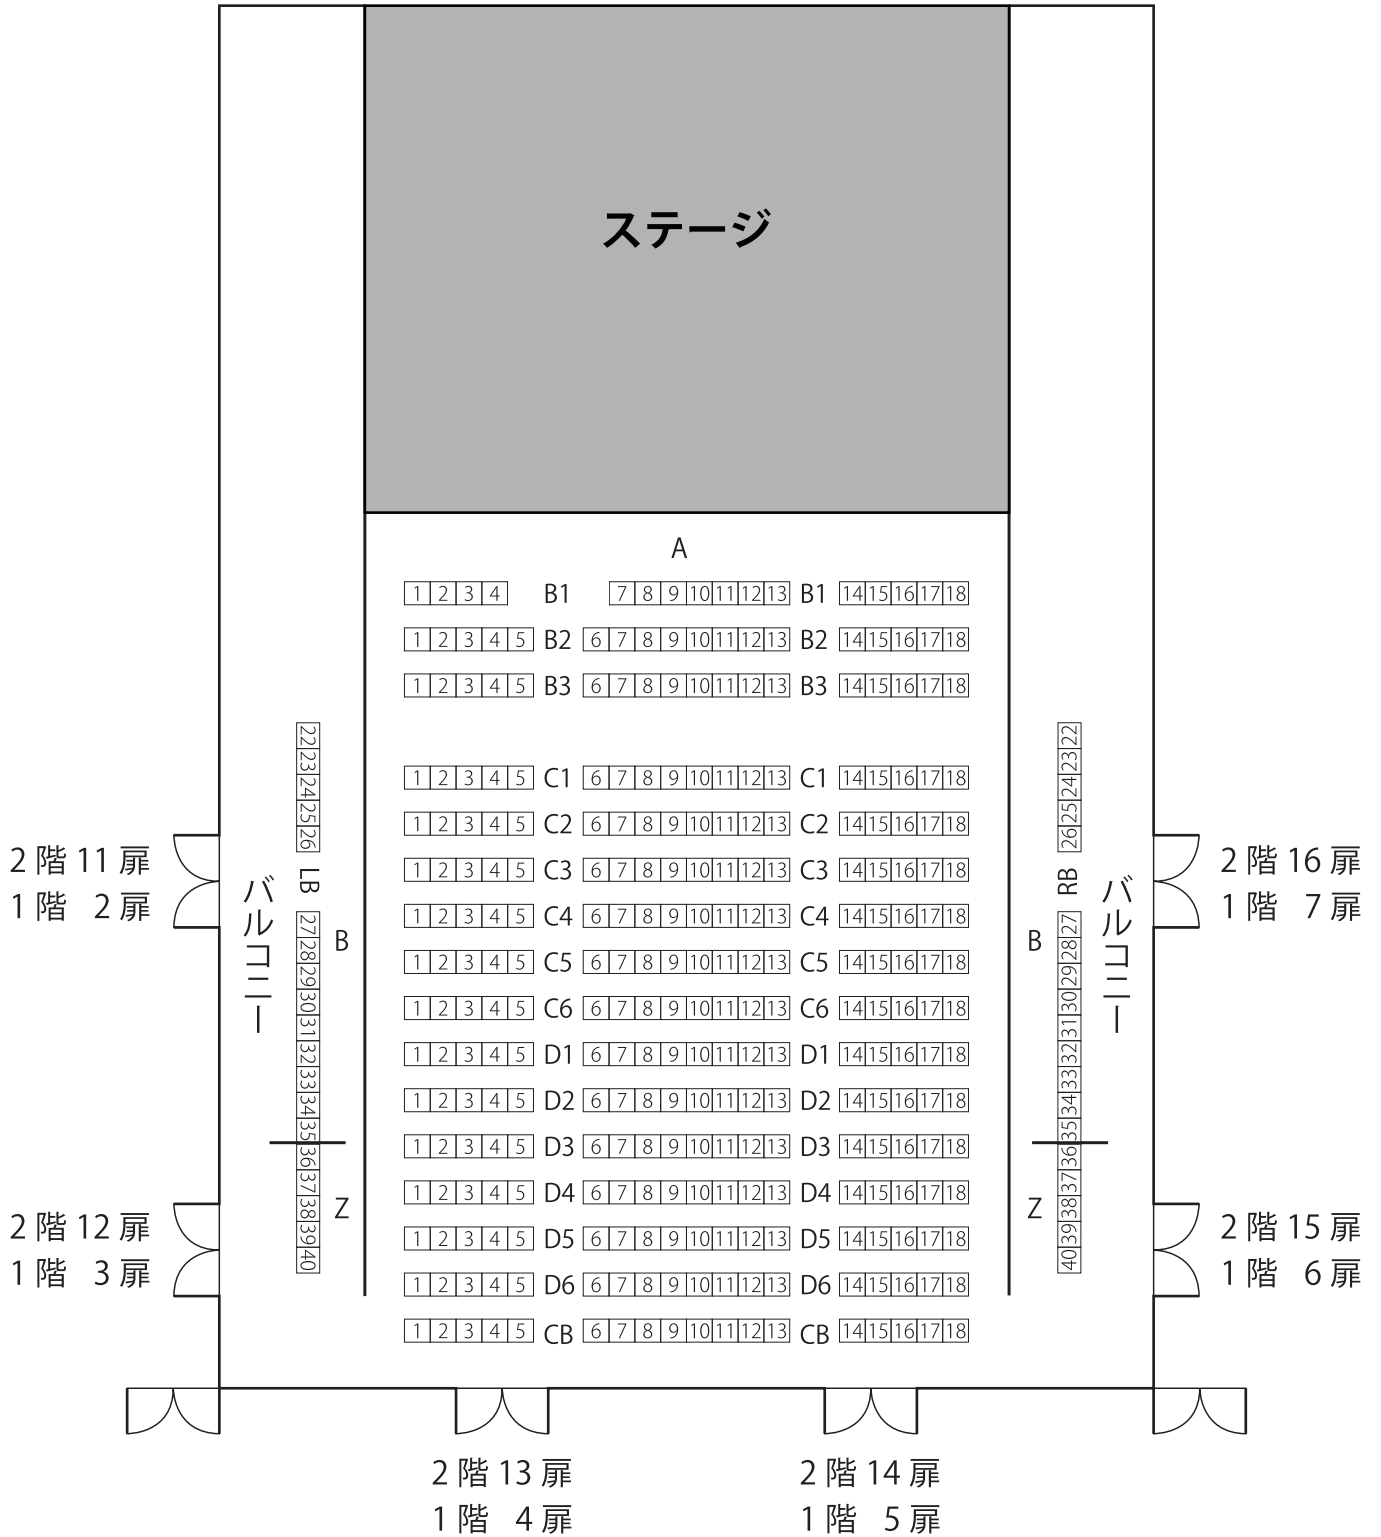 ステージ
A
1 2 3 4 B1 7 8 9 10 11 12 13 B1 14 15 16 17 18
1 2 3 4 5 B2 6 7 8 9 10 11 12 13 B2 14 15 16 17 18
1 2 3 4 5 B3 6 7 8 9 10 11 12 13 B3 14 15 16 17 18
1 2 3 4 5 C1 6 7 8 9 10 11 12 13 C1 14 15 16 17 18
1 2 3 4 5 C2 6 7 8 9 10 11 12 13 C2 14 15 16 17 18
1 2 3 4 5 C3 6 7 8 9 10 11 12 13 C3 14 15 16 17 18
1 2 3 4 5 C4 6 7 8 9 10 11 12 13 C4 14 15 16 17 18
1 2 3 4 5 C5 6 7 8 9 10 11 12 13 C5 14 15 16 17 18
1 2 3 4 5 C6 6 7 8 9 10 11 12 13 C6 14 15 16 17 18
1 2 3 4 5 D1 6 7 8 9 10 11 12 13 D1 14 15 16 17 18
1 2 3 4 5 D2 6 7 8 9 10 11 12 13 D2 14 15 16 17 18
1 2 3 4 5 D3 6 7 8 9 10 11 12 13 D3 14 15 16 17 18
1 2 3 4 5 D4 6 7 8 9 10 11 12 13 D4 14 15 16 17 18
1 2 3 4 5 D5 6 7 8 9 10 11 12 13 D5 14 15 16 17 18
1 2 3 4 5 D6 6 7 8 9 10 11 12 13 D6 14 15 16 17 18
1 2 3 4 5 CB 6 7 8 9 10 11 12 13 CB 14 15 16 17 18
22 23 24 25 26 LB 27 28 29 30 31 32 33 34 35 36 37 38 39 40
B
Z
バルコニー
22 23 24 25 26 RB 27 28 29 30 31 32 33 34 35 36 37 38 39 40
B
Z
バルコニー
2 階 11 扉
1 階 2 扉
2 階 12 扉
1 階 3 扉
2 階 16 扉
1 階 7 扉
2 階 15 扉
1 階 6 扉
2 階 13 扉
1 階 4 扉
2 階 14 扉
1 階 5 扉